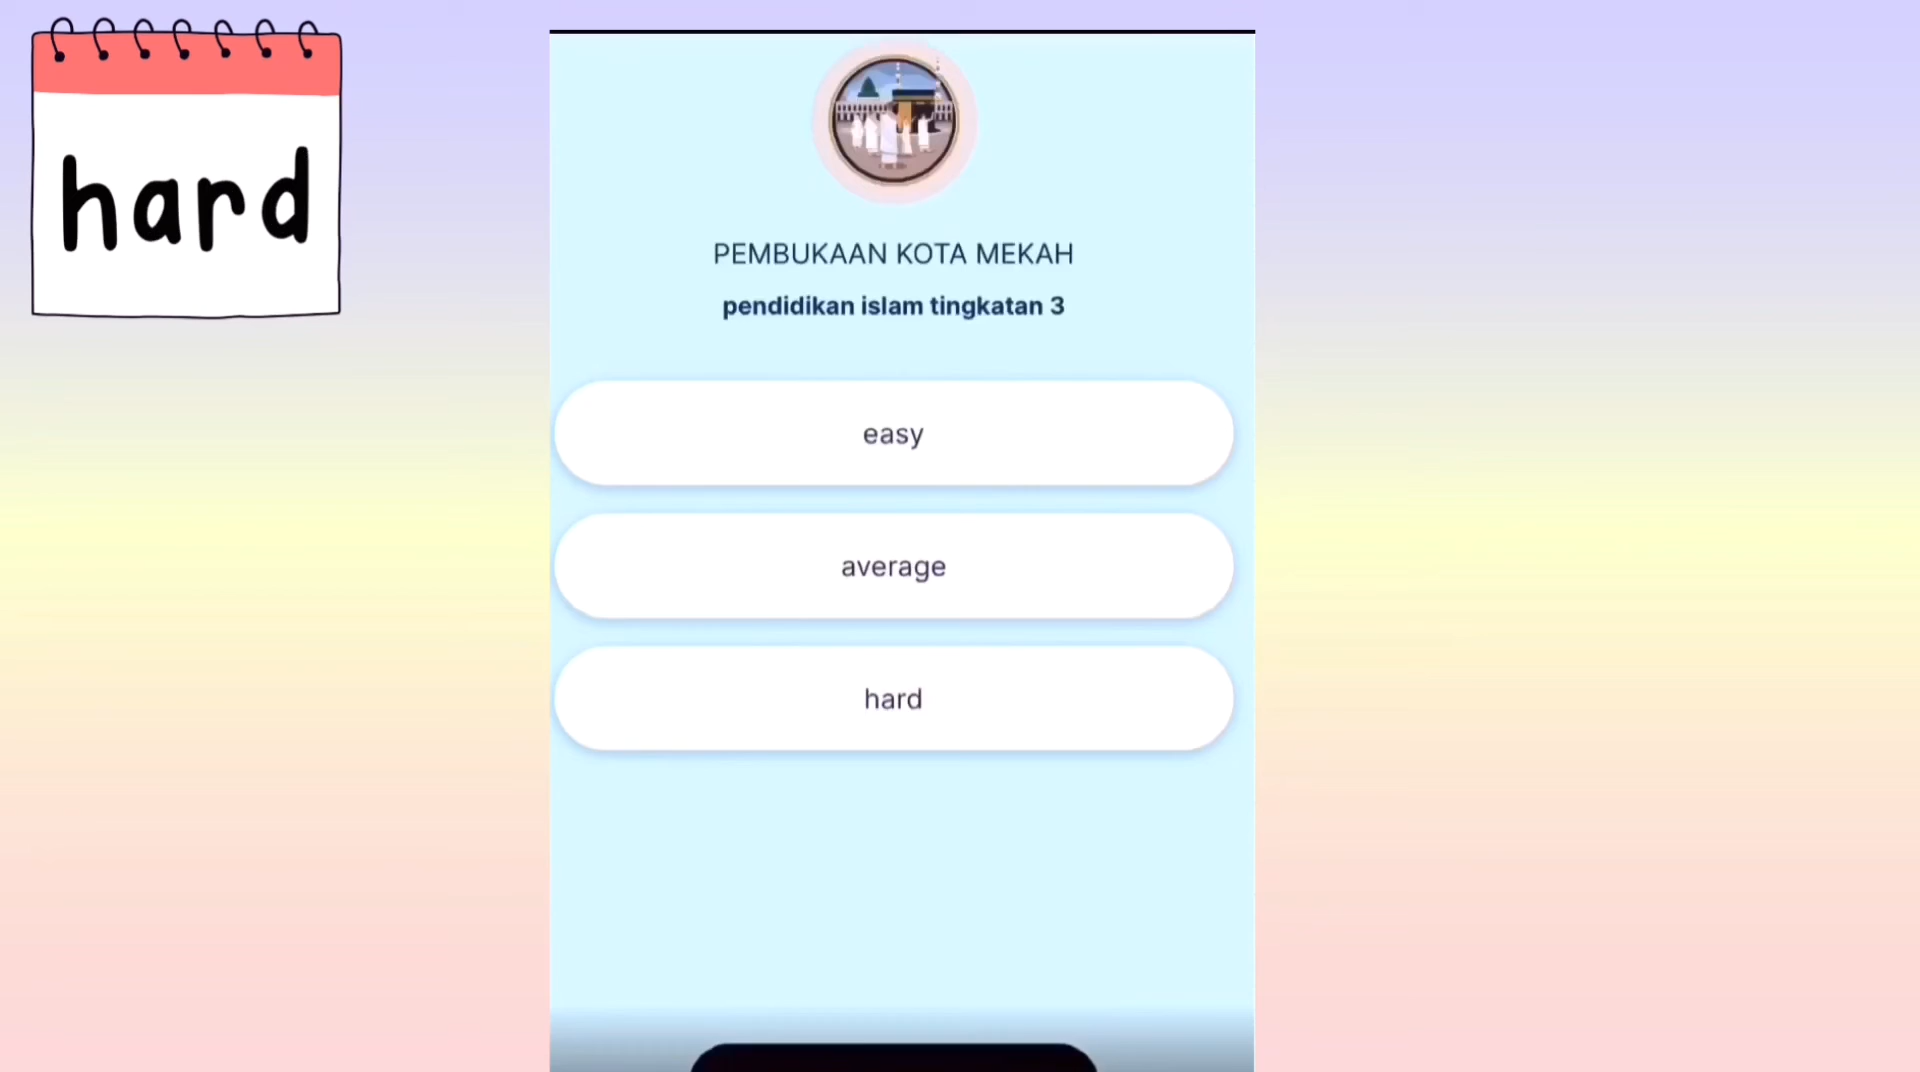 hard
PEMBUKAAN KOTA MEKAH
pendidikan islam tingkatan 3
easy
average
hard